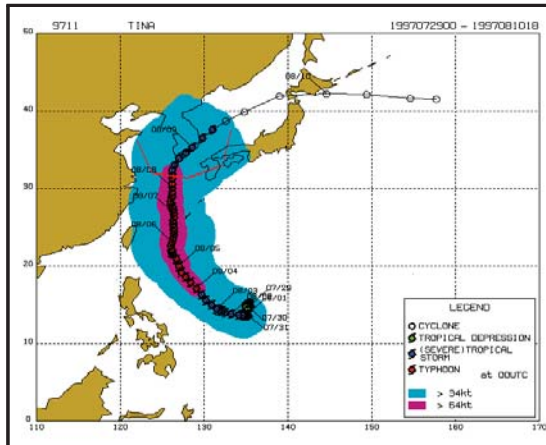 9711 TINA 1997072900 - 1997081018
60
50
40
30
20
10
0
110 120 130 140 150 160 170
08/10
08/09
08/08
08/07
08/06
08/05
08/04
08/03
07/29
08/01
07/30
07/31
LEGEND
CYCLONE
TROPICAL DEPRESSION
(SEVERE)TROPICAL
STORM
TYPHOON at 00UTC
> 34kt
> 64kt